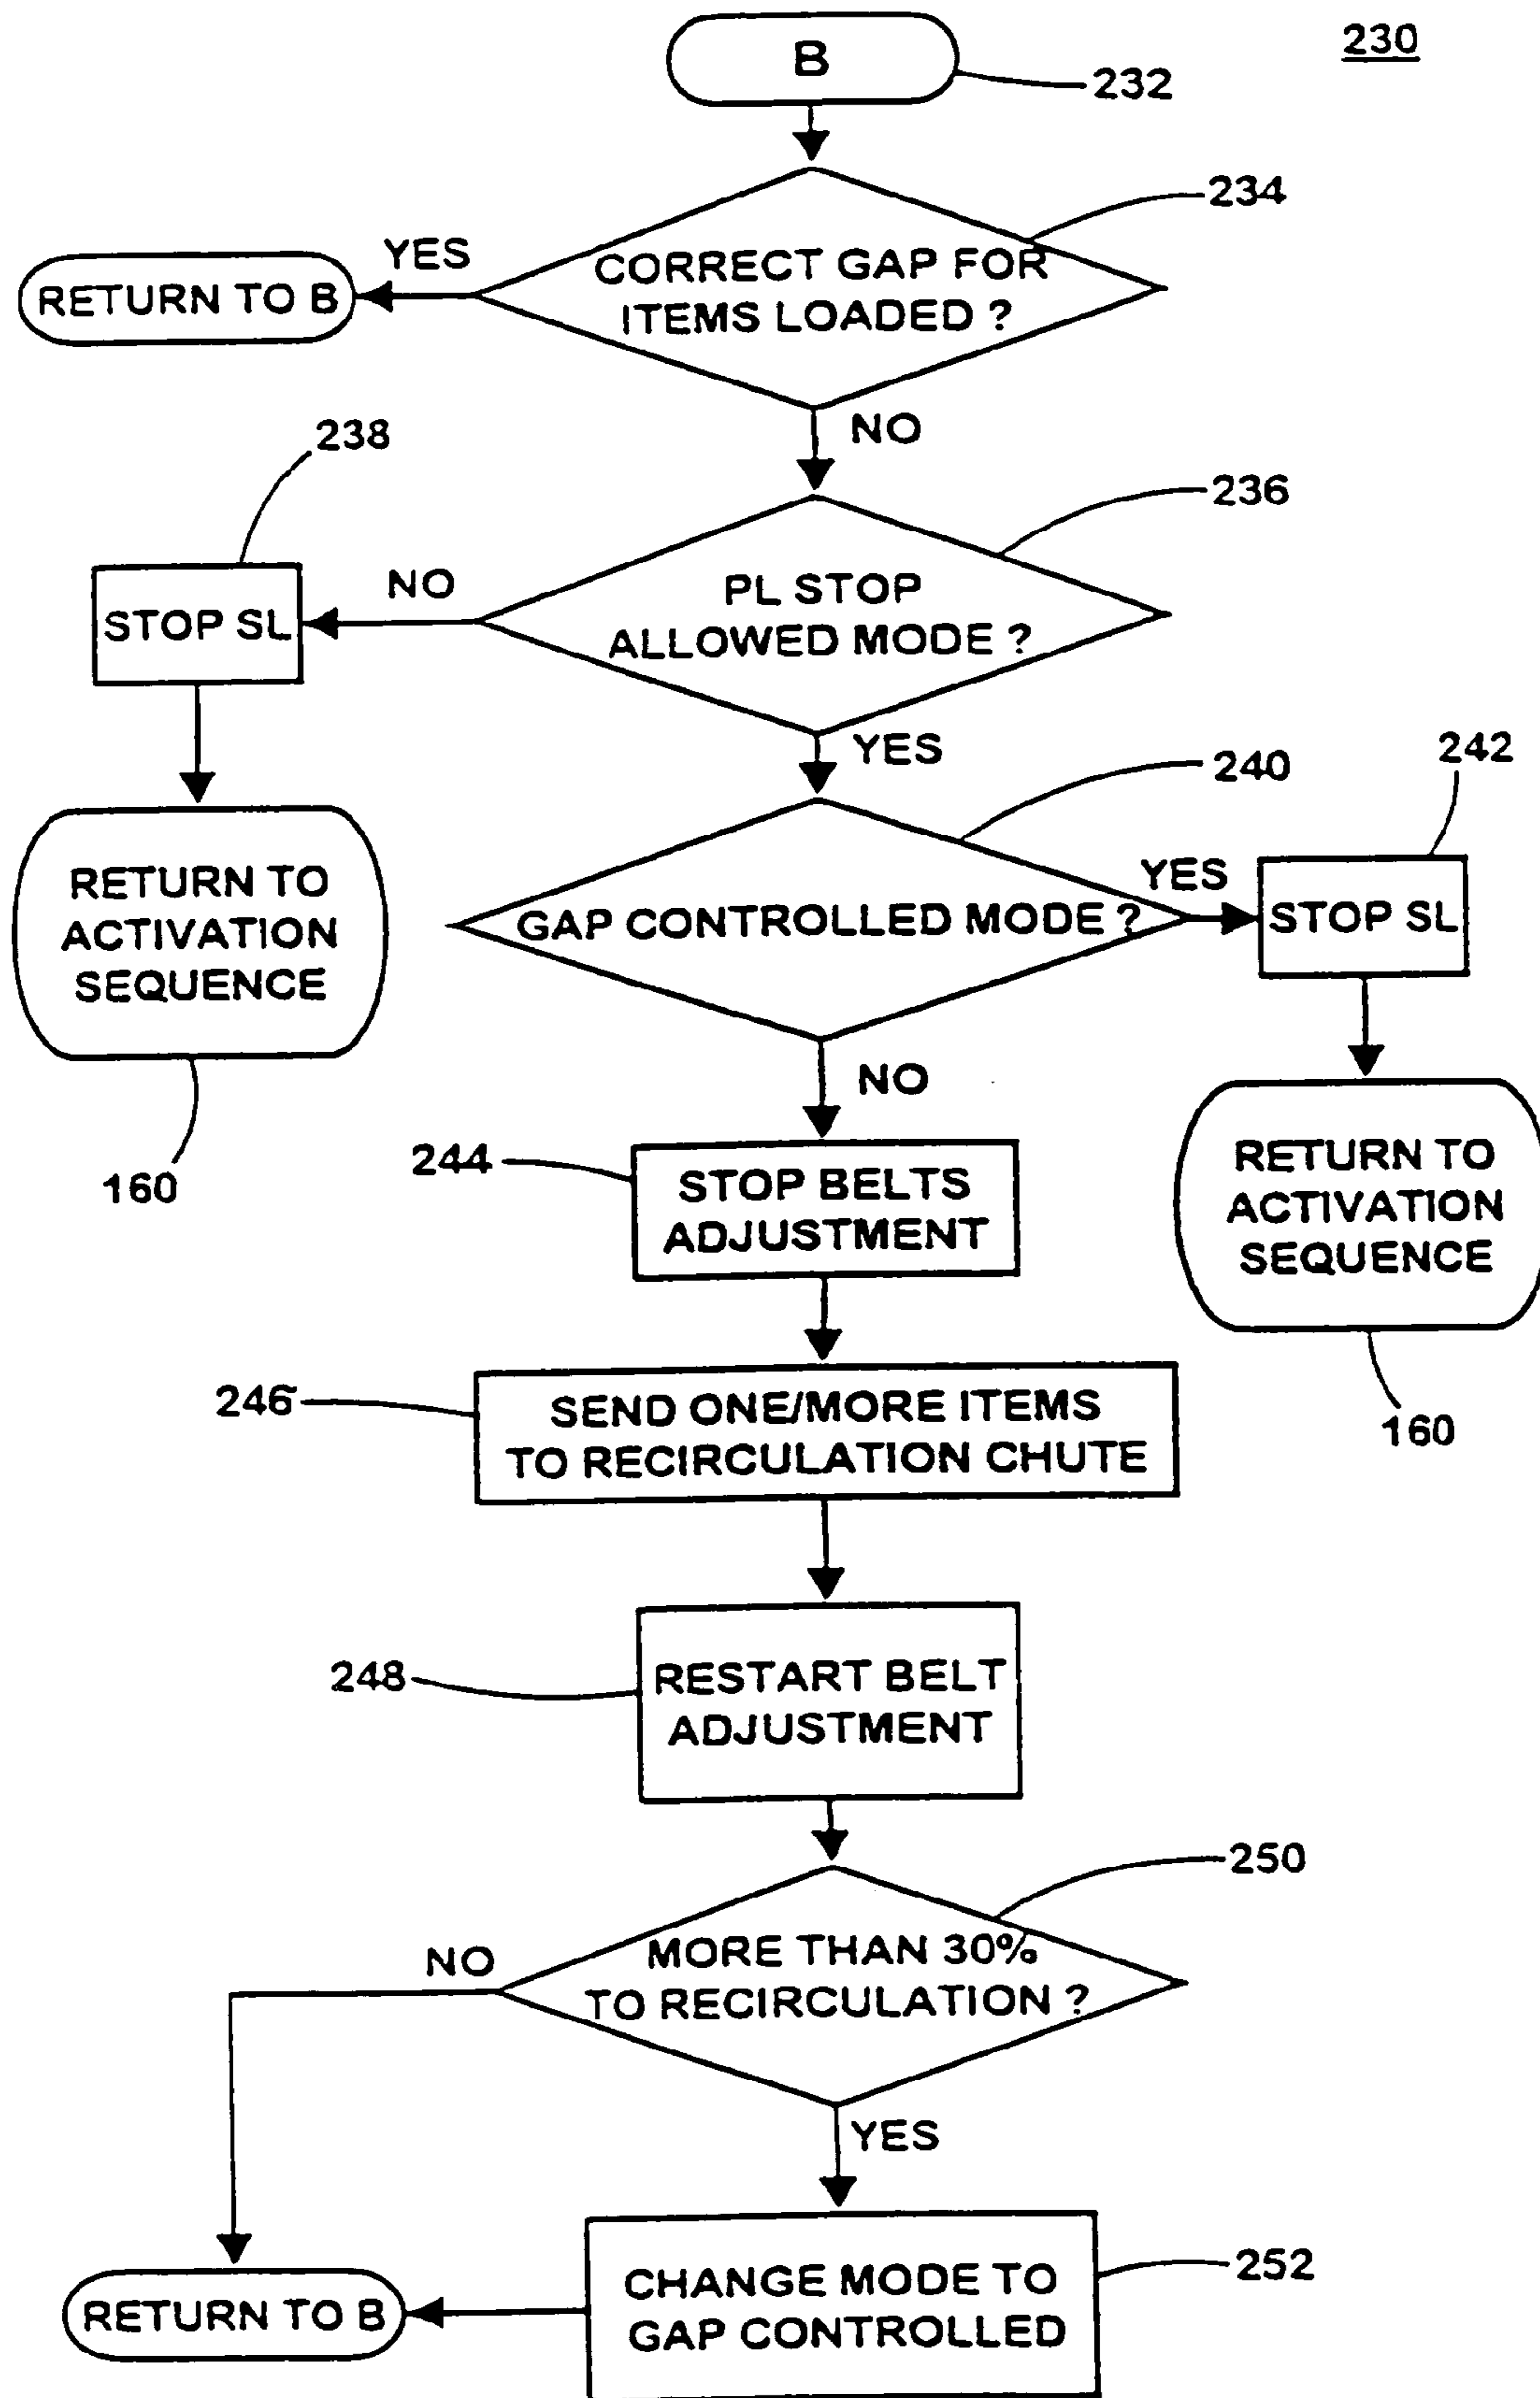 230
B
232
234
CORRECT GAP FOR
ITEMS LOADED ?
YES
RETURN TO B
NO
238
236
PL STOP
ALLOWED MODE ?
NO
STOP SL
YES
240
242
RETURN TO
ACTIVATION
SEQUENCE
160
GAP CONTROLLED MODE ?
YES
STOP SL
RETURN TO
ACTIVATION
SEQUENCE
160
NO
244
STOP BELTS
ADJUSTMENT
246
SEND ONE/MORE ITEMS
TO RECIRCULATION CHUTE
248
RESTART BELT
ADJUSTMENT
250
MORE THAN 30%
TO RECIRCULATION ?
NO
YES
252
CHANGE MODE TO
GAP CONTROLLED
RETURN TO B